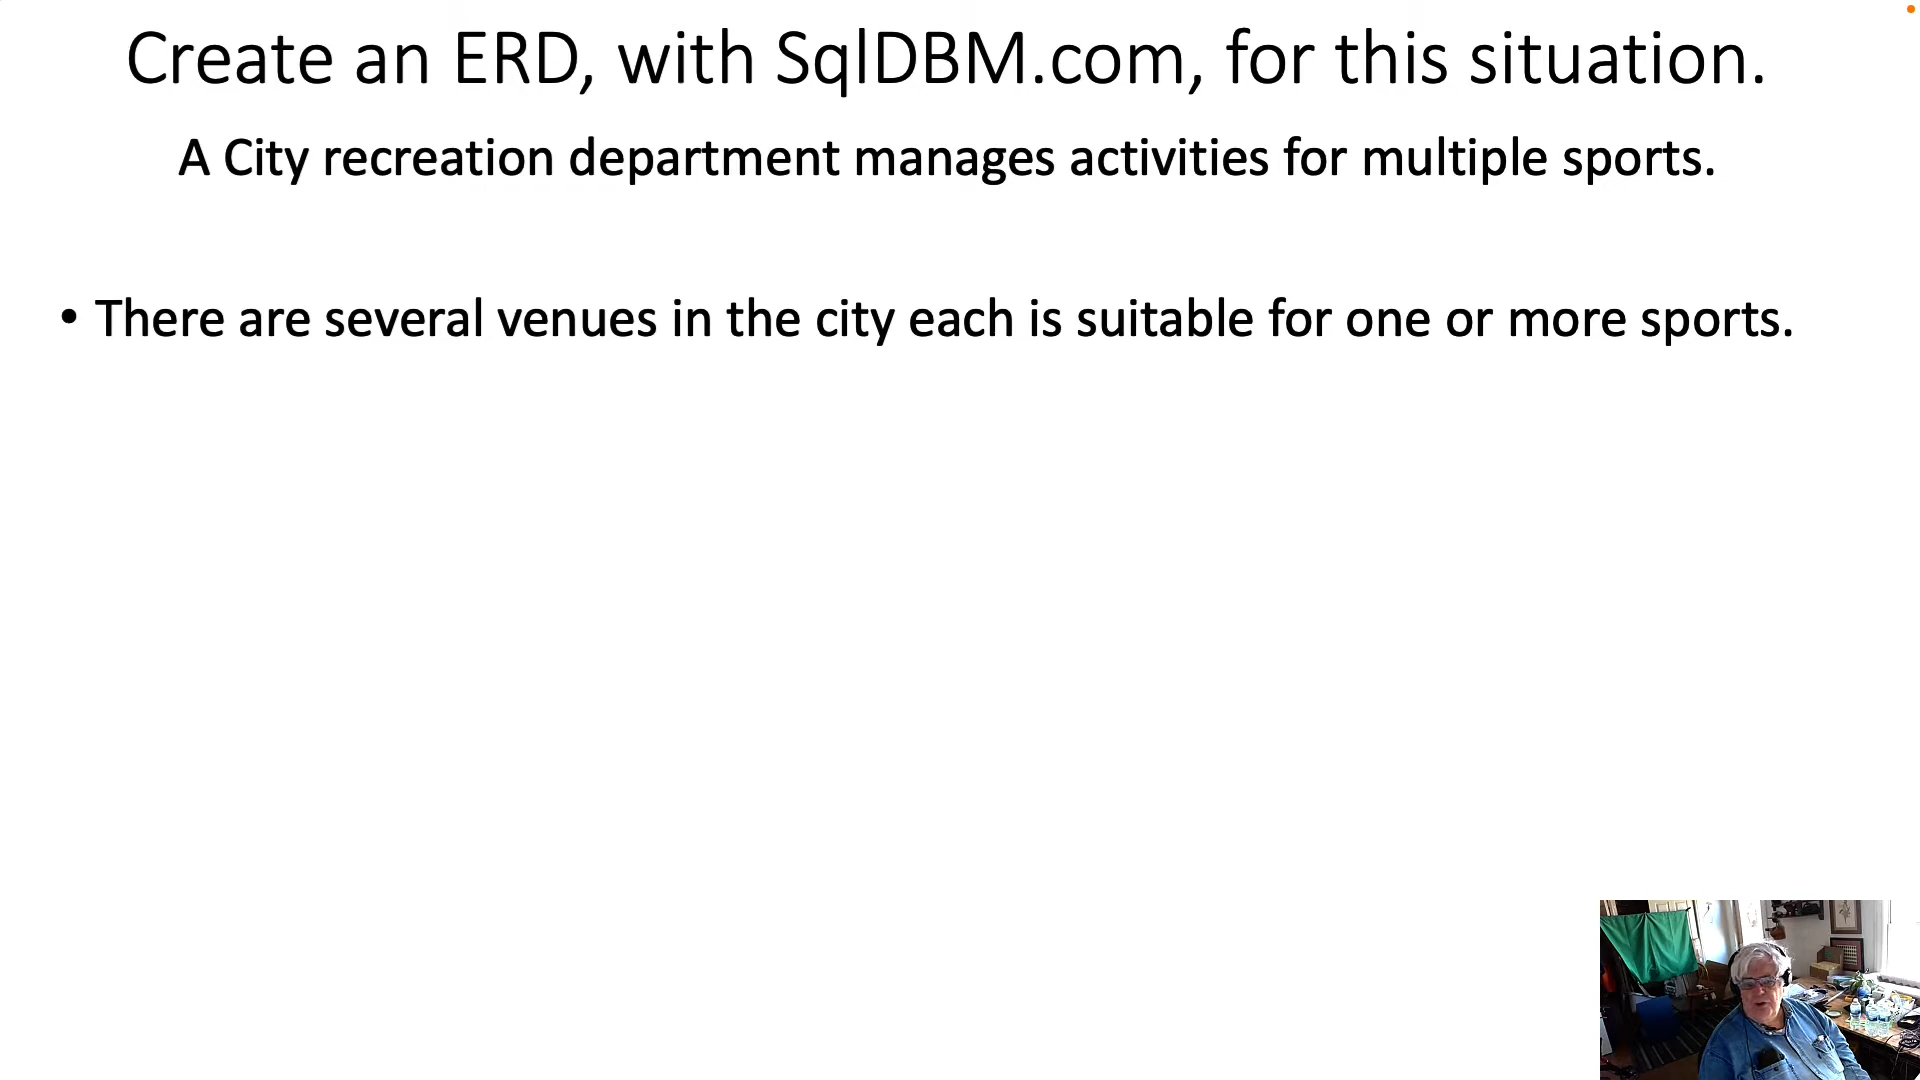 Create an ERD, with SqlDBM.com, for this situation.
A City recreation department manages activities for multiple sports.
• There are several venues in the city each is suitable for one or more sports.